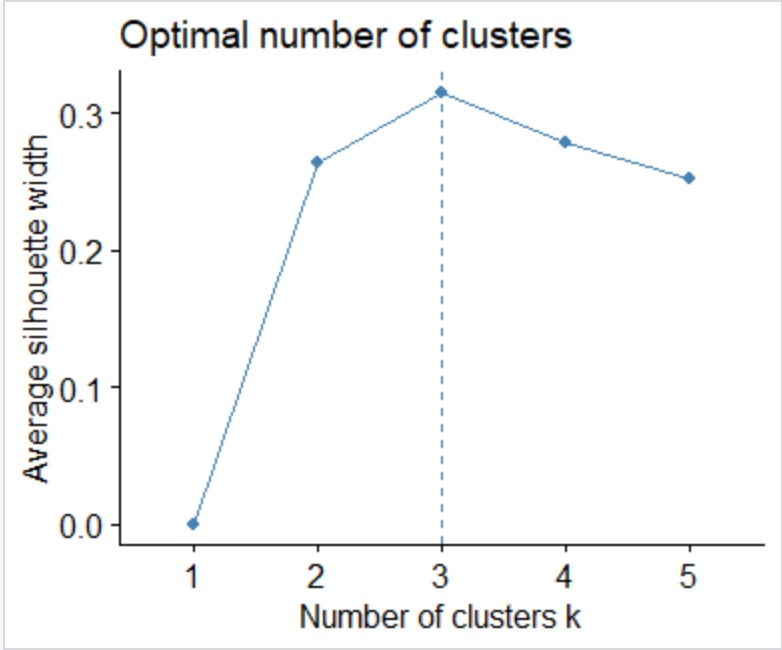 Optimal number of clusters
Average silhouette width
0.3
0.2
0.1
0.0
1 2 3 4 5
Number of clusters k